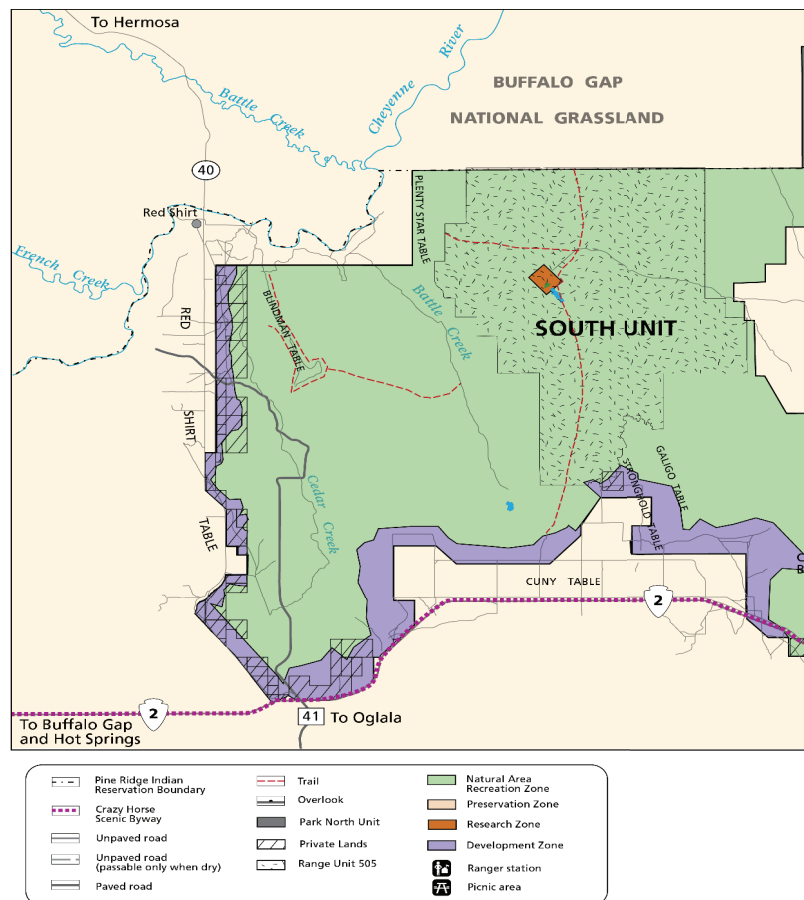 To Hermosa
Battle Creek
Cheyenne River
BUFFALO GAP
NATIONAL GRASSLAND
40
PLENTY STAR TABLE
Red Shirt
French Creek
RED
SHIRT
TABLE
BLINDMAN TABLE
Battle Creek
SOUTH UNIT
Cedar Creek
GALIGO TABLE
STRONGHOLD TABLE
CUNY TABLE
2
2
41 To Oglala
To Buffalo Gap
and Hot Springs
Pine Ridge Indian
Reservation Boundary
Crazy Horse
Scenic Byway
Unpaved road
Unpaved road
(passable only when dry)
Paved road
Trail
Overlook
Park North Unit
Private Lands
Range Unit 505
Natural Area
Recreation Zone
Preservation Zone
Research Zone
Development Zone
Ranger station
Picnic area